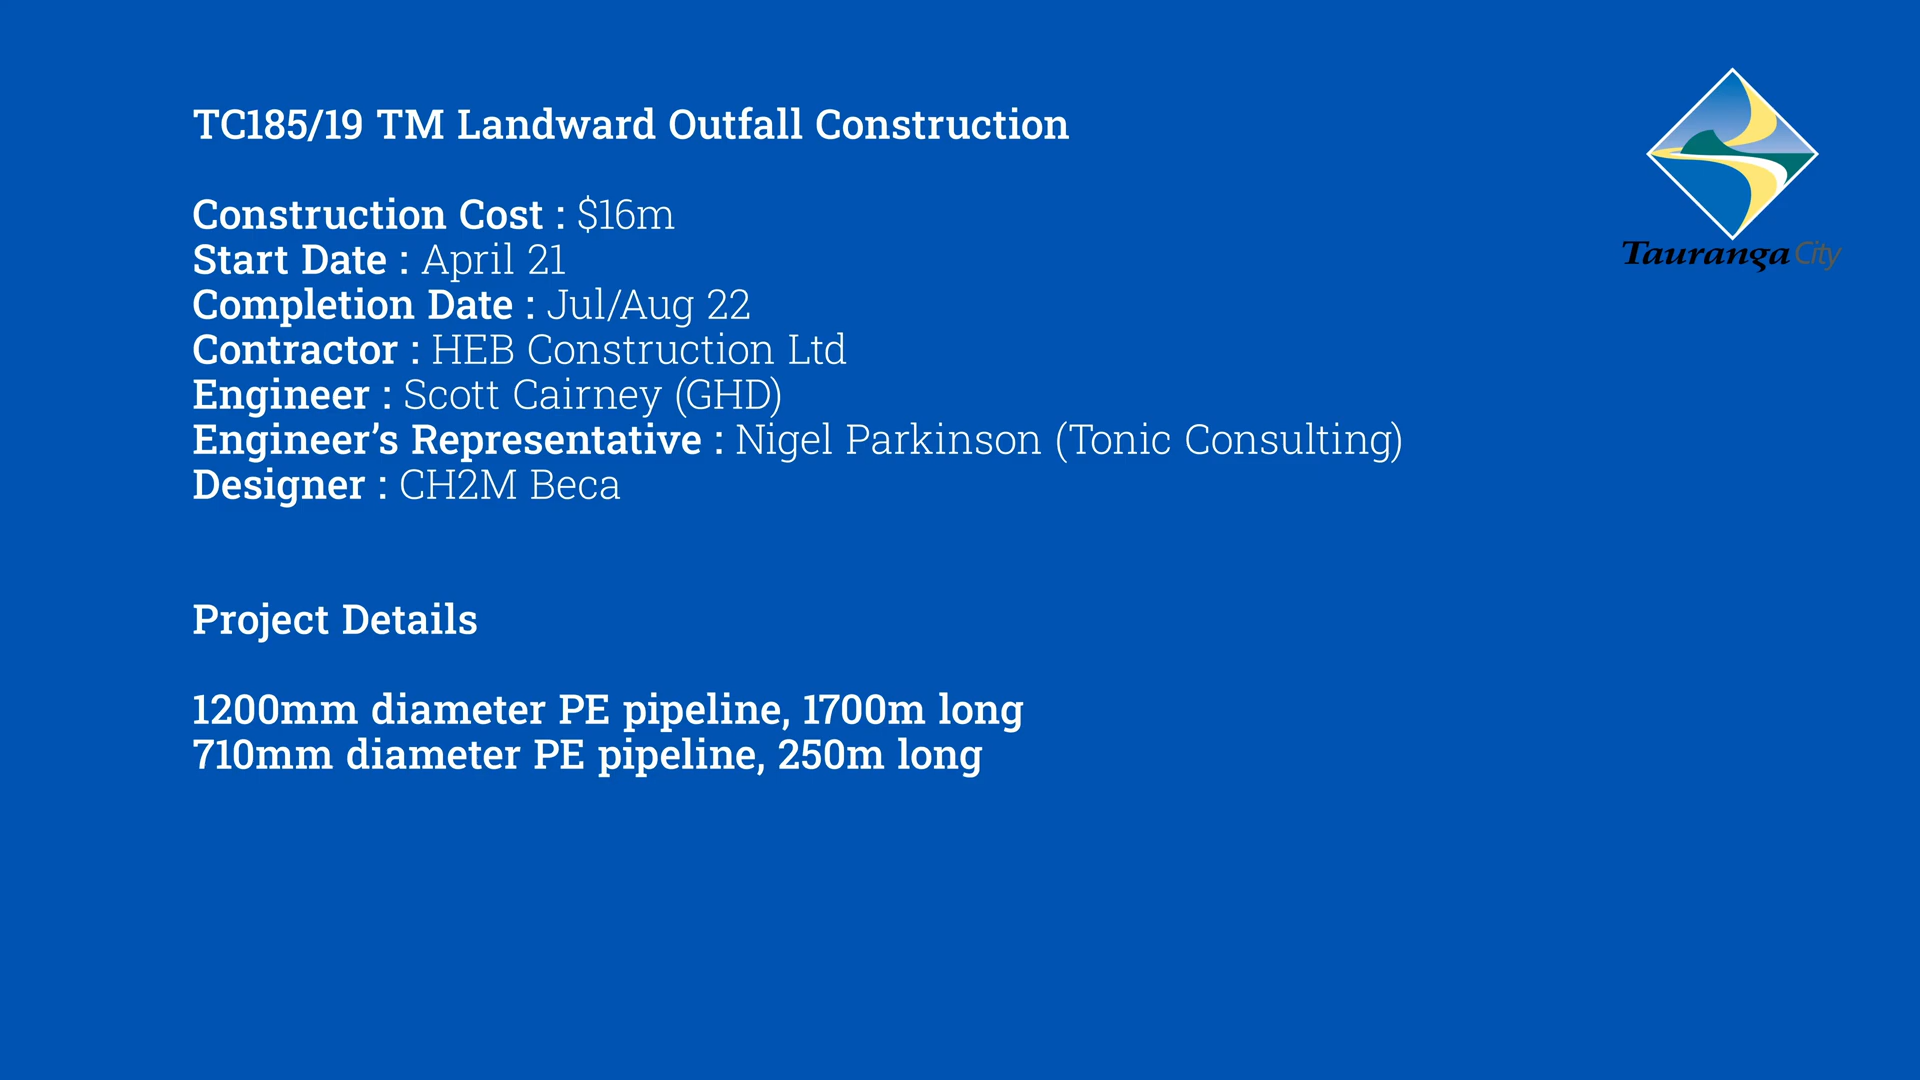 TC185/19 TM Landward Outfall Construction
Construction Cost : $16m
Start Date : April 21
Completion Date : Jul/Aug 22
Contractor : HEB Construction Ltd
Engineer : Scott Cairney (GHD)
Engineer’s Representative : Nigel Parkinson (Tonic Consulting)
Designer : CH2M Beca
Project Details
1200mm diameter PE pipeline, 1700m long
710mm diameter PE pipeline, 250m long
Tauranga City